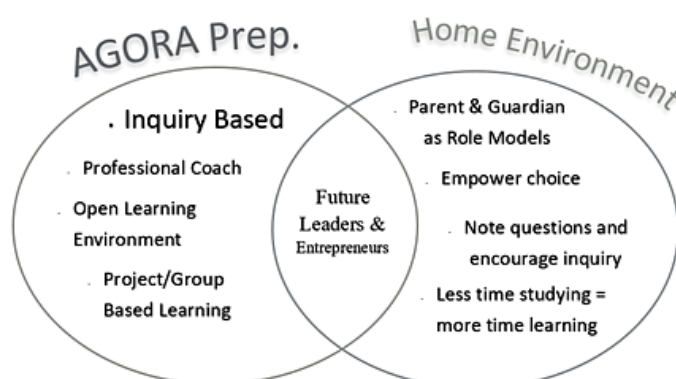 AGORA Prep.
Home Environment
. Inquiry Based
. Professional Coach
. Open Learning
Environment
. Project/Group
Based Learning
Future
Leaders &
Entrepreneurs
. Parent & Guardian
as Role Models
. Empower choice
. Note questions and
encourage inquiry
. Less time studying =
more time learning